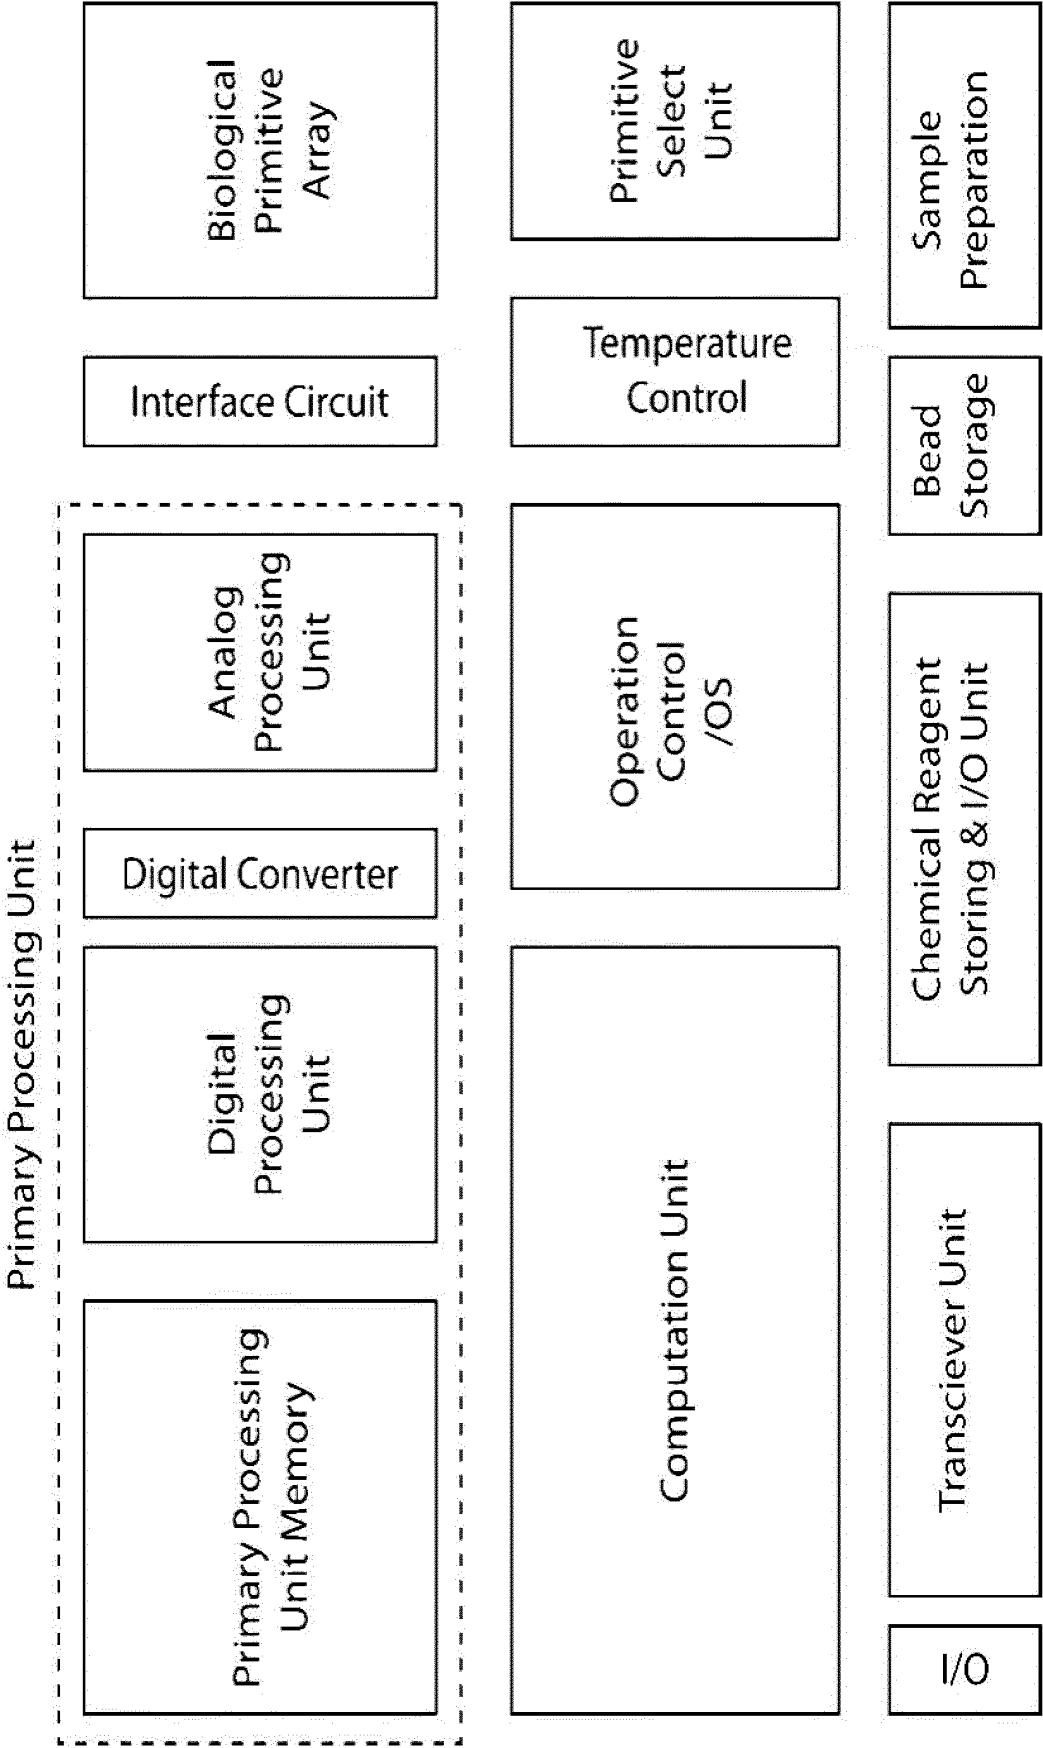 Primary Processing Unit
Biological
Primitive
Array
Interface Circuit
Analog
Processing
Unit
Digital Converter
Digital
Processing
Unit
Primary Processing
Unit Memory
Primitive
Select
Unit
Temperature
Control
Operation
Control
/OS
Computation Unit
Sample
Preparation
Bead
Storage
Chemical Reagent
Storing & I/O Unit
Transciever Unit
I/O